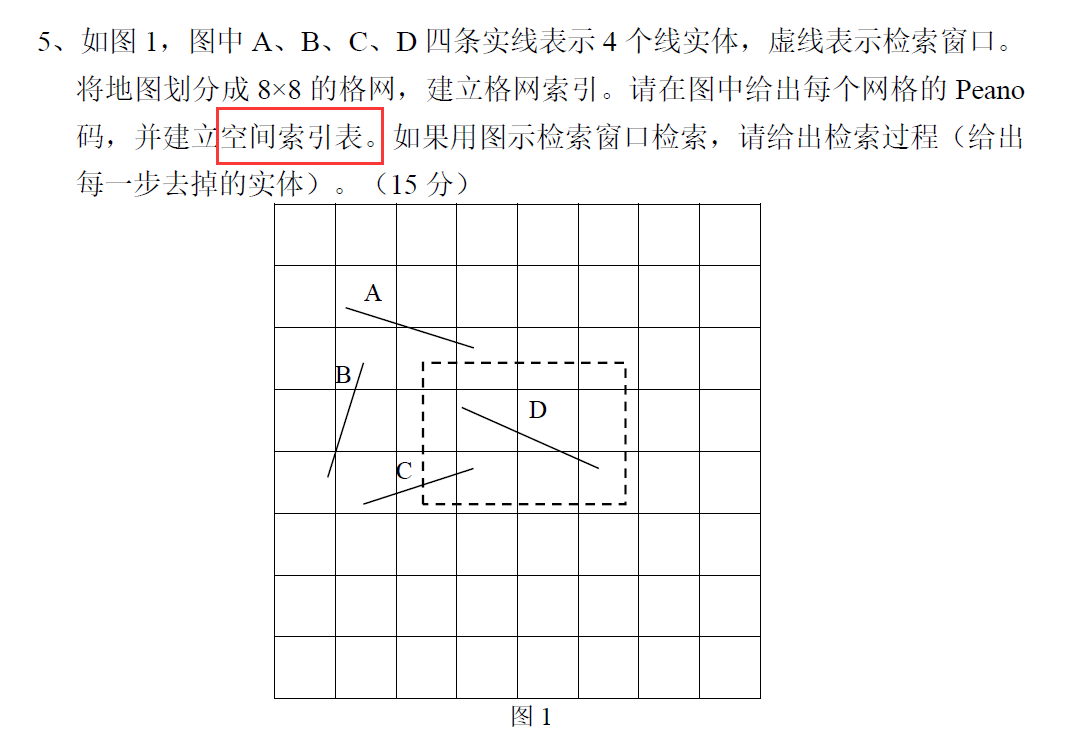 5、如图 1，图中 A、B、C、D 四条实线表示 4 个线实体，虚线表示检索窗口。
将地图划分成 8×8 的格网，建立格网索引。请在图中给出每个网格的 Peano
码，并建立空间索引表。如果用图示检索窗口检索，请给出检索过程（给出
每一步去掉的实体）。（15 分）
A
B
D
C
图 1